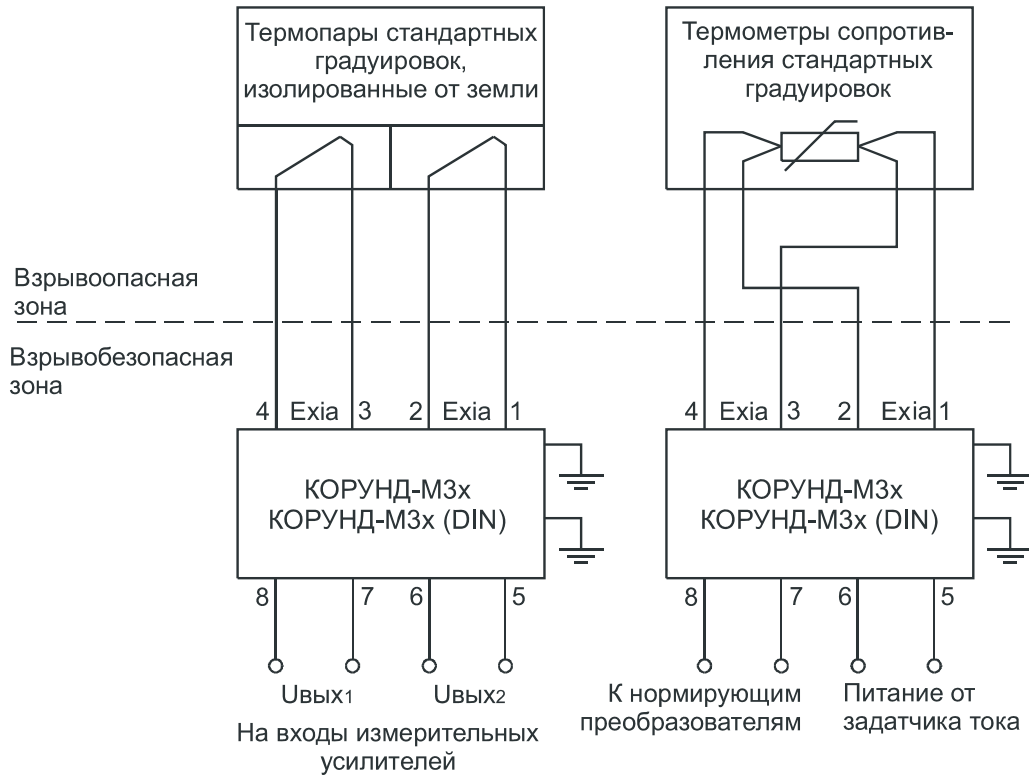 Термопары стандартных
градуировок,
изолированные от земли
Термометры сопротив-
ления стандартных
градуировок
Взрывоопасная
зона
Взрывобезопасная
зона
4 Exia 3 2 Exia 1
4 Exia 3 2 Exia 1
КОРУНД-М3х
КОРУНД-М3х (DIN)
КОРУНД-М3х
КОРУНД-М3х (DIN)
8 7 6 5
8 7 6 5
Uвых1 Uвых2
На входы измерительных
усилителей
К нормирующим
преобразователям
Питание от
задатчика тока